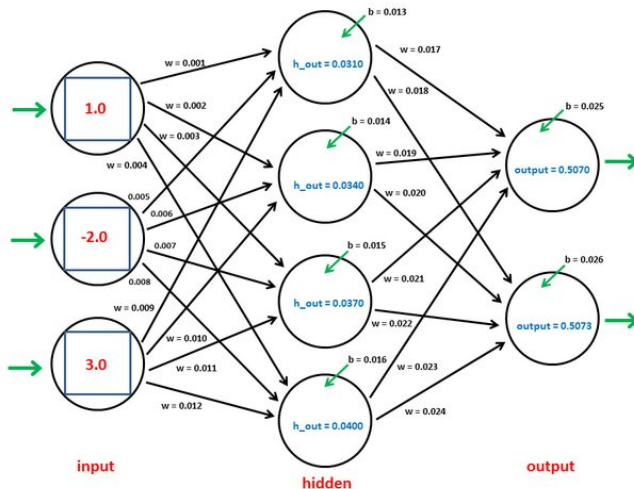 b = 0.013
w = 0.001
w = 0.017
h_out = 0.0310
w = 0.018
1.0
w = 0.002
b = 0.014
b = 0.025
w = 0.003
w = 0.019
w = 0.004
output = 0.5070
h_out = 0.0340
w = 0.020
0.005
0.006
-2.0
0.007
b = 0.015
b = 0.026
0.008
w = 0.021
h_out = 0.0370
w = 0.009
w = 0.022
output = 0.5073
w = 0.010
b = 0.016
3.0
w = 0.011
w = 0.023
w = 0.012
w = 0.024
h_out = 0.0400
input
hidden
output